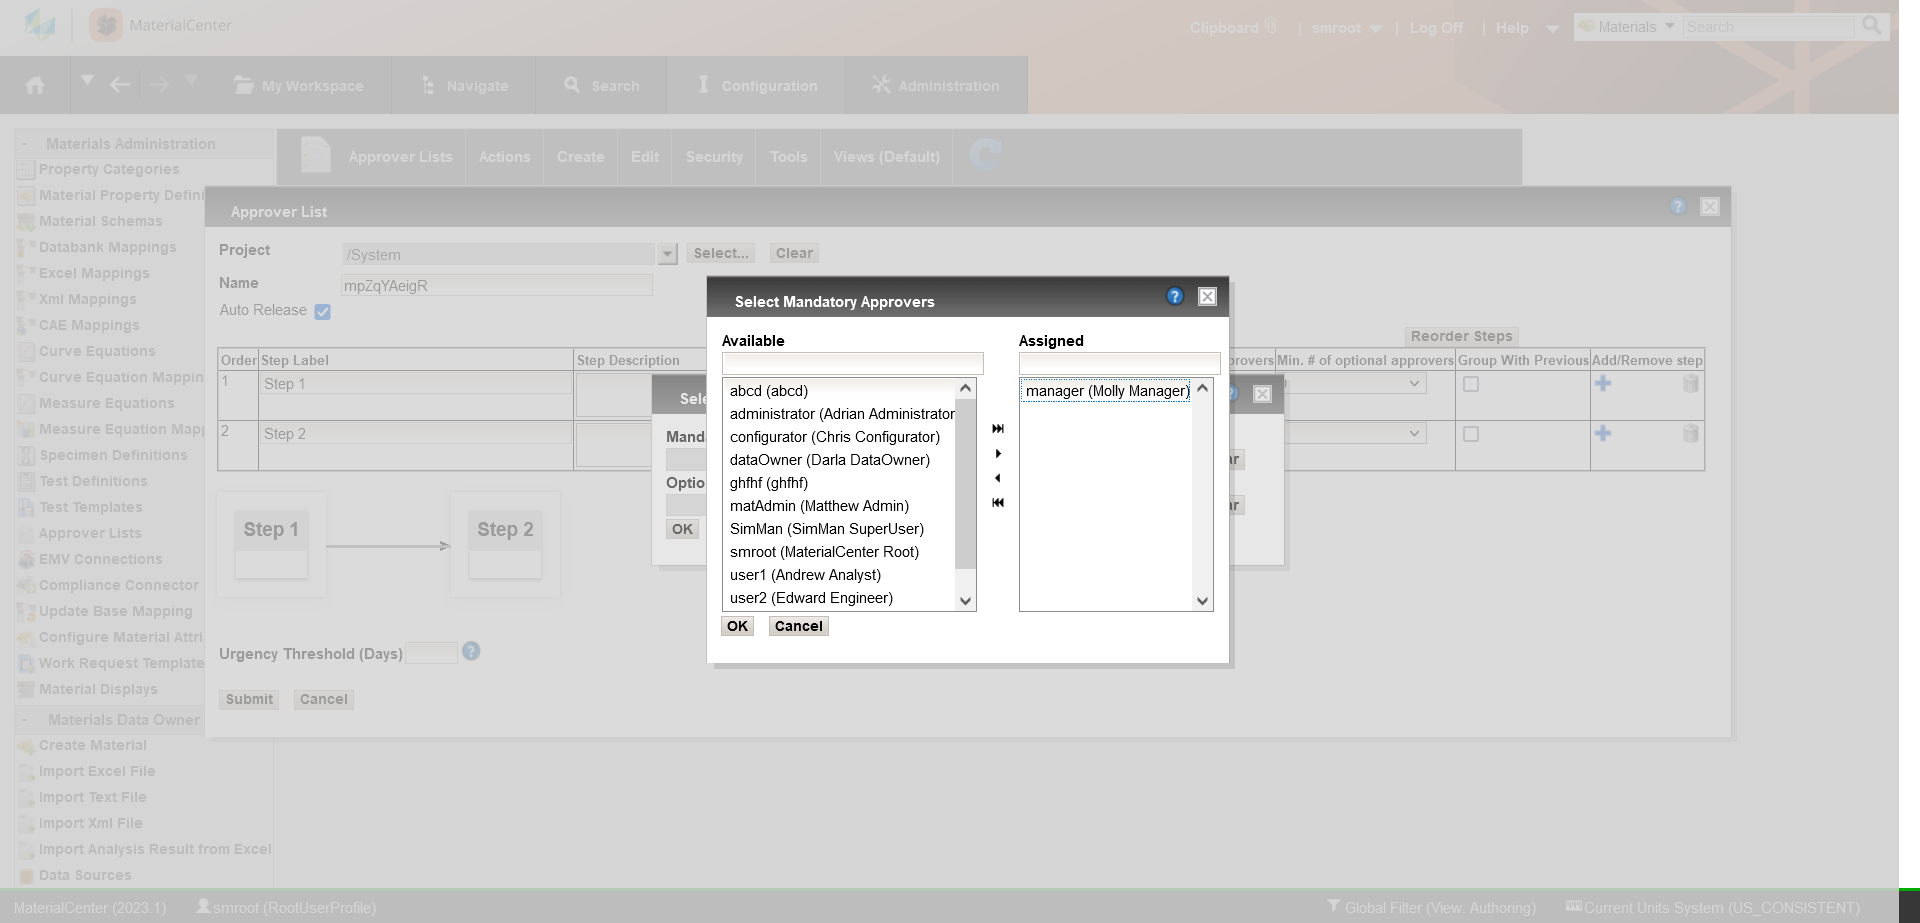 MaterialCenter
Clipboard | smroot | Log Off | Help
Materials Search
My Workspace Navigate Search Configuration Administration
- Materials Administration
Property Categories
Material Property Defini
Material Schemas
Databank Mappings
Excel Mappings
Xml Mappings
CAE Mappings
Curve Equations
Curve Equation Mappin
Measure Equations
Measure Equation Mapp
Specimen Definitions
Test Definitions
Test Templates
Approver Lists
EMV Connections
Compliance Connector
Update Base Mapping
Configure Material Attri
Work Request Template
Material Displays
- Materials Data Owner
Create Material
Import Excel File
Import Text File
Import Xml File
Import Analysis Result from Excel
Data Sources
Approver Lists Actions Create Edit Security Tools Views (Default)
Approver List
Project /System Select... Clear
Name mpZqYAeigR
Auto Release
Reorder Steps
Order Step Label Step Description provers Min. # of optional approvers Group With Previous Add/Remove step
1 Step 1
2 Step 2
Step 1 Step 2
Urgency Threshold (Days)
Submit Cancel
Sele
Manda
ar
Optio
ar
OK
Select Mandatory Approvers
Available Assigned
abcd (abcd)
administrator (Adrian Administrator
configurator (Chris Configurator)
dataOwner (Darla DataOwner)
ghfhf (ghfhf)
matAdmin (Matthew Admin)
SimMan (SimMan SuperUser)
smroot (MaterialCenter Root)
user1 (Andrew Analyst)
user2 (Edward Engineer)
manager (Molly Manager)
OK Cancel
MaterialCenter (2023.1) smroot (RootUserProfile) Global Filter (View: Authoring) Current Units System (US_CONSISTENT)